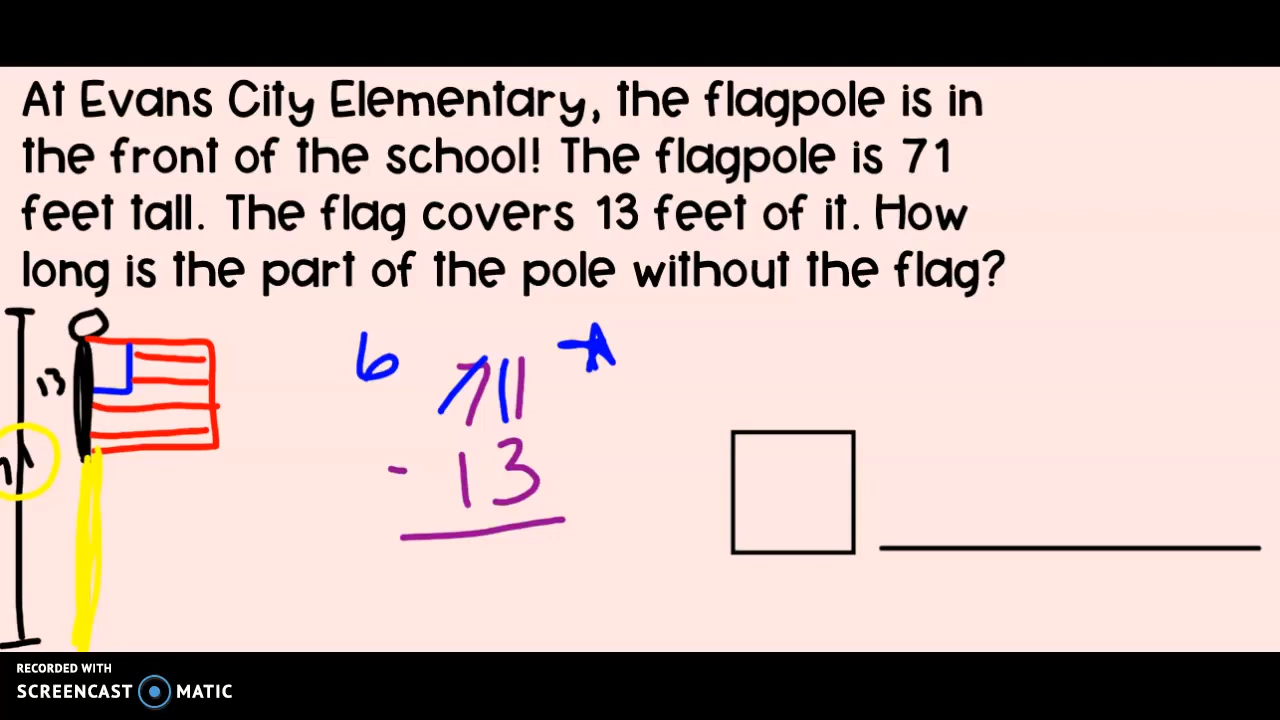 At Evans City Elementary, the flagpole is in
the front of the school! The flagpole is 71
feet tall. The flag covers 13 feet of it. How
long is the part of the pole without the flag?
13
6
7 11
- 13
RECORDED WITH
SCREENCAST MATIC